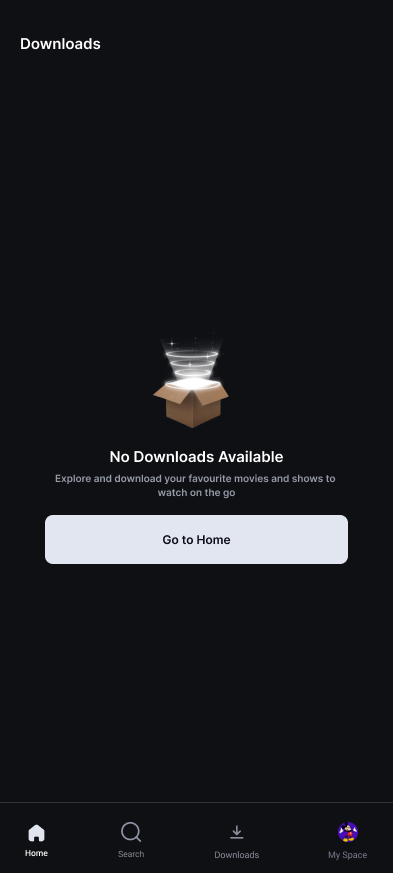 Downloads
No Downloads Available
Explore and download your favourite movies and shows to
watch on the go
Go to Home
Home
Search
Downloads
My Space